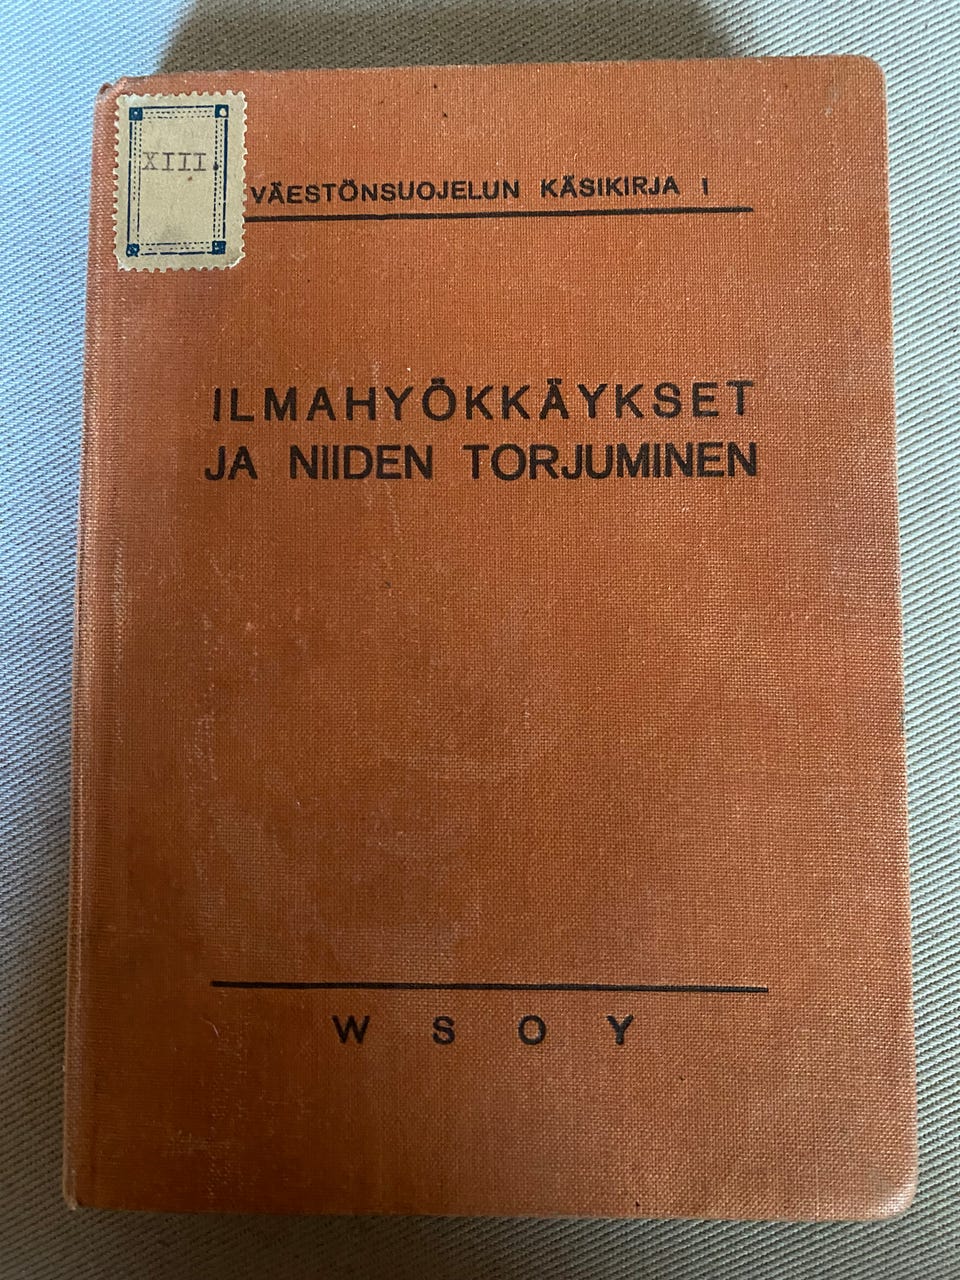 XIII.
VÄESTÖNSUOJELUN KÄSIKIRJA I
ILMAHYÖKKÄYKSET
JA NIIDEN TORJUMINEN
W S O Y